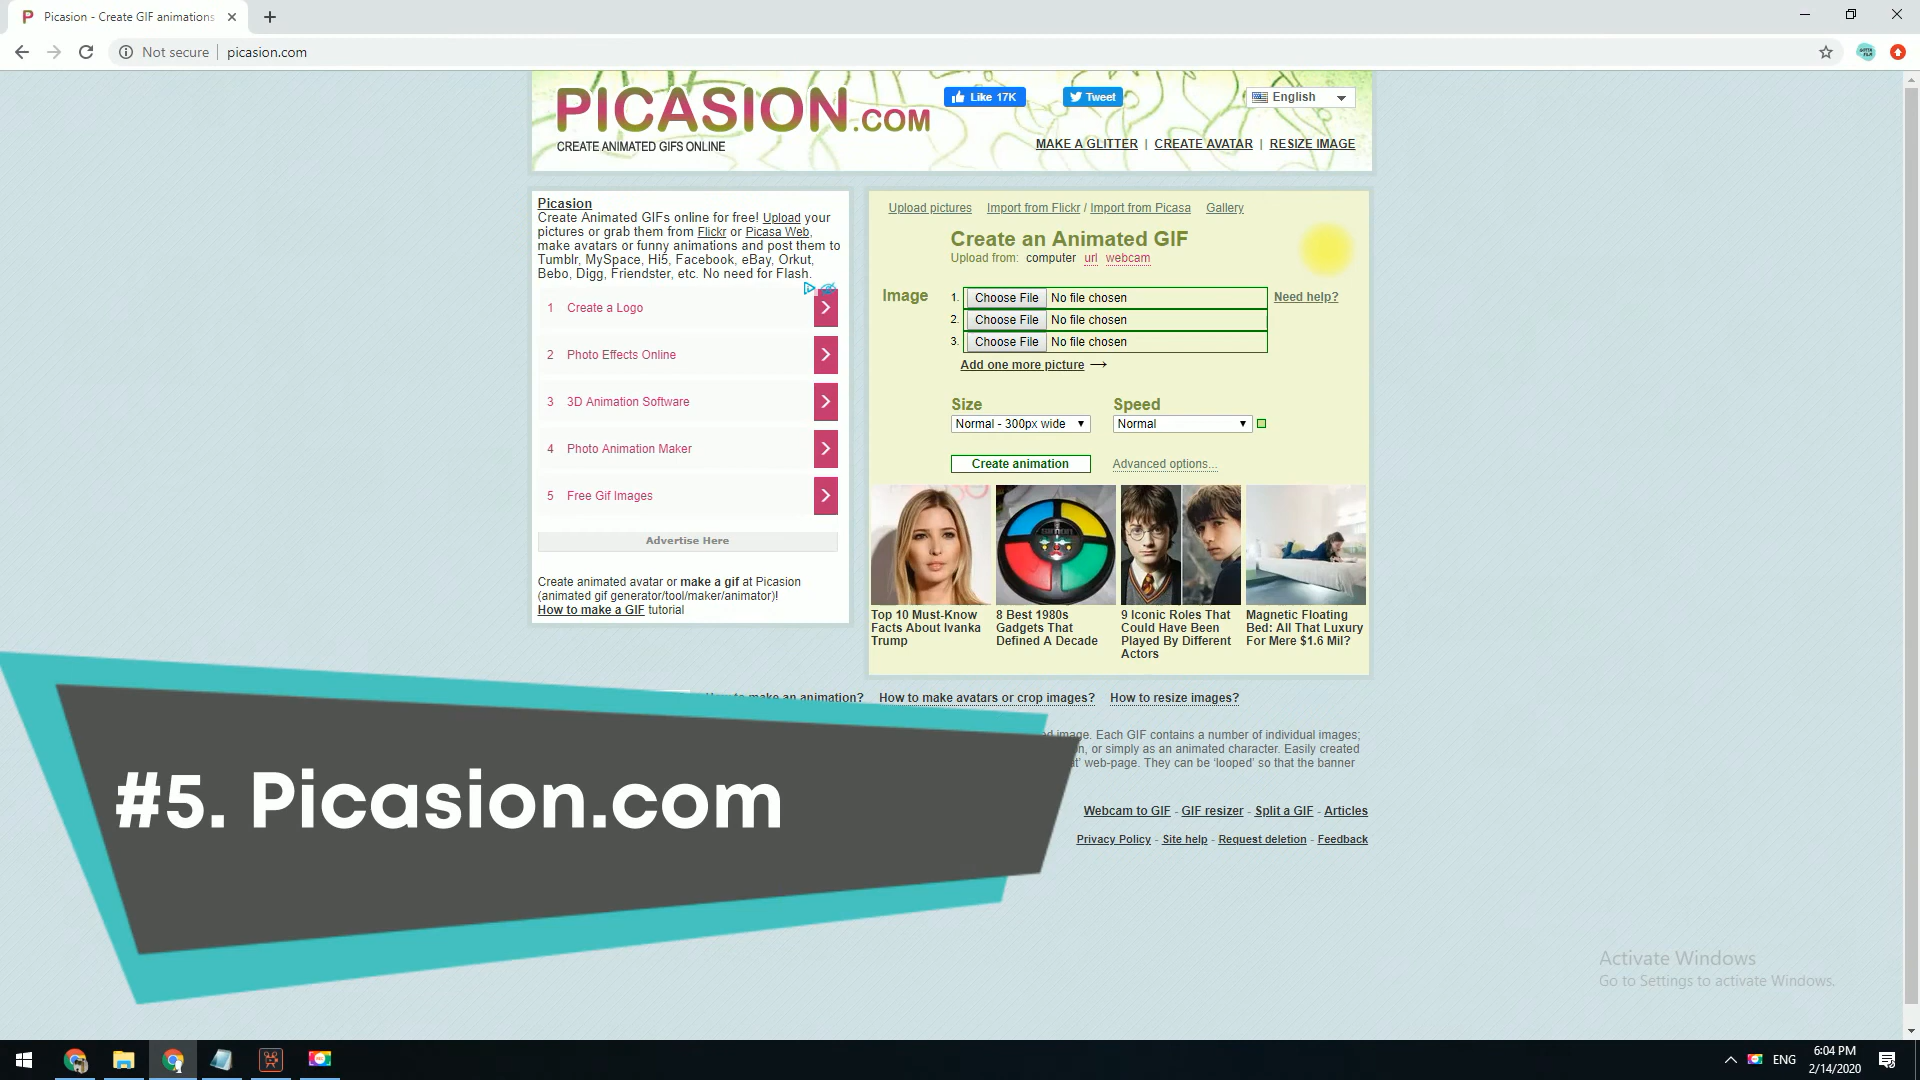 Picasion - Create GIF animations
Not secure
picasion.com
PICASION.COM
CREATE ANIMATED GIFS ONLINE
Like 17K
Tweet
English
MAKE A GLITTER | CREATE AVATAR | RESIZE IMAGE
Picasion
Create Animated GIFs online for free! Upload your
pictures or grab them from Flickr or Picasa Web,
make avatars or funny animations and post them to
Tumblr, MySpace, Hi5, Facebook, eBay, Orkut,
Bebo, Digg, Friendster, etc. No need for Flash.
1 Create a Logo
2 Photo Effects Online
3 3D Animation Software
4 Photo Animation Maker
5 Free Gif Images
Advertise Here
Create animated avatar or make a gif at Picasion
(animated gif generator/tool/maker/animator)!
How to make a GIF tutorial
Upload pictures Import from Flickr / Import from Picasa Gallery
Create an Animated GIF
Upload from: computer url webcam
Image
1. Choose File No file chosen Need help?
2. Choose File No file chosen
3. Choose File No file chosen
Add one more picture →
Size Speed
Normal - 300px wide Normal
Create animation Advanced options...
Top 10 Must-Know
Facts About Ivanka
Trump
8 Best 1980s
Gadgets That
Defined A Decade
9 Iconic Roles That
Could Have Been
Played By Different
Actors
Magnetic Floating
Bed: All That Luxury
For Mere $1.6 Mil?
make an animation? How to make avatars or crop images? How to resize images?
image. Each GIF contains a number of individual images;
or simply as an animated character. Easily created
web-page. They can be 'looped' so that the banner
Webcam to GIF - GIF resizer - Split a GIF - Articles
Privacy Policy - Site help - Request deletion - Feedback
#5. Picasion.com
Activate Windows
Go to Settings to activate Windows.
ENG
6:04 PM
2/14/2020